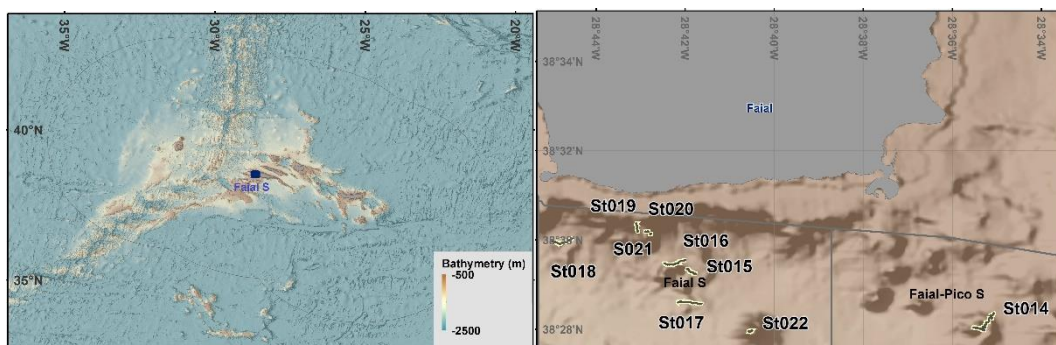 35°W
30°W
25°W
20°W
40°N
35°N
Faial S
Bathymetry (m)
-500
-2500
28°44'W
28°42'W
28°40'W
28°38'W
28°36'W
28°34'W
38°34'N
38°32'N
38°30'N
38°28'N
Faial
St019
St020
S021
St016
St018
St015
Faial S
Faial-Pico S
St014
St017
St022